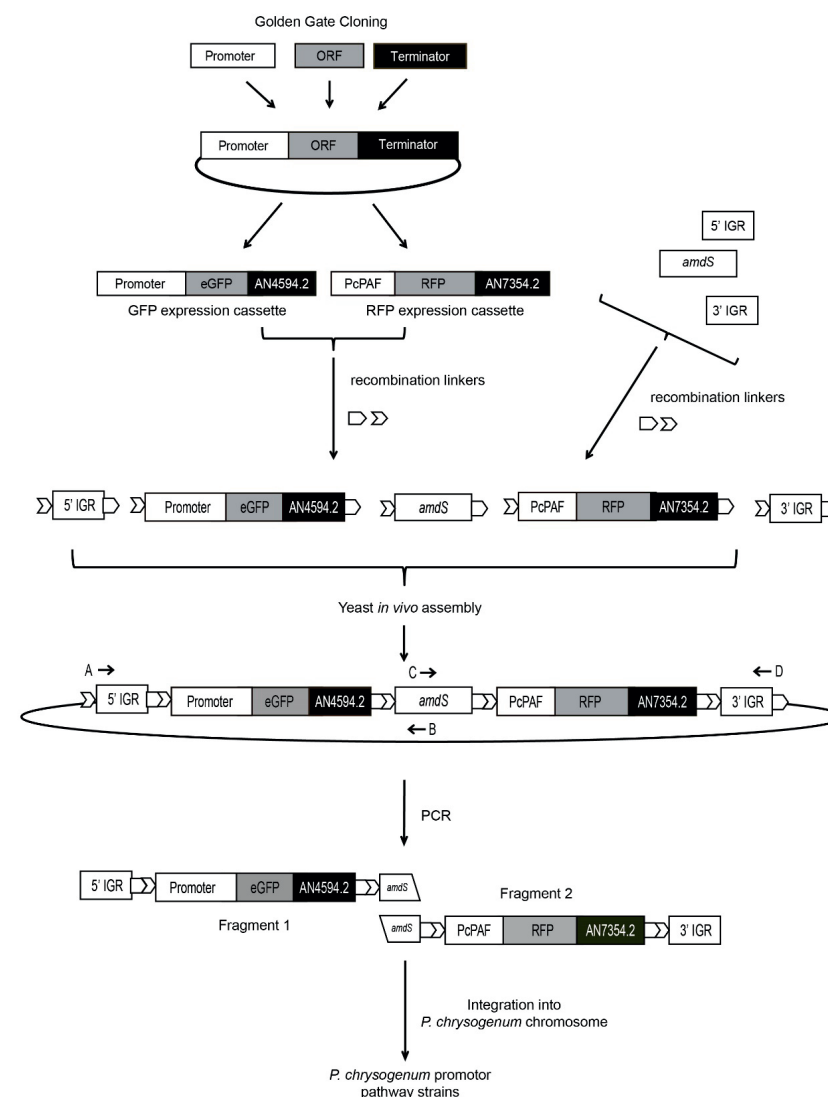 Golden Gate Cloning
Promoter ORF Terminator
Promoter ORF Terminator
5' IGR
amdS
3' IGR
Promoter eGFP AN4594.2 PcPAF RFP AN7354.2
GFP expression cassette RFP expression cassette
recombination linkers
recombination linkers
5' IGR Promoter eGFP AN4594.2 amdS PcPAF RFP AN7354.2 3' IGR
Yeast in vivo assembly
A C D
5' IGR Promoter eGFP AN4594.2 amdS PcPAF RFP AN7354.2 3' IGR
B
PCR
5' IGR Promoter eGFP AN4594.2 amdS
Fragment 1
Fragment 2
amdS PcPAF RFP AN7354.2 3' IGR
Integration into
P. chrysogenum chromosome
P. chrysogenum promotor
pathway strains